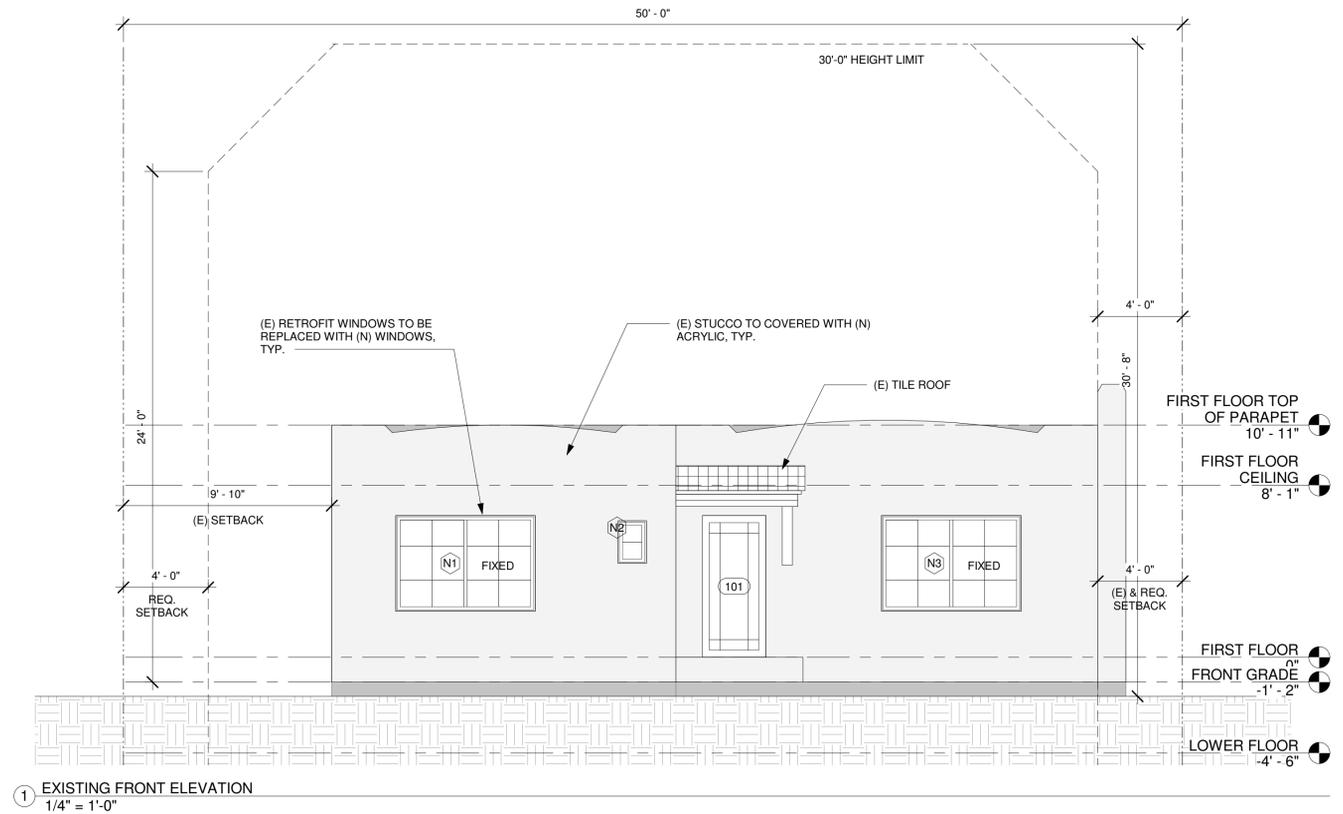 50' - 0"
30'-0" HEIGHT LIMIT
4' - 0"
(E) RETROFIT WINDOWS TO BE
REPLACED WITH (N) WINDOWS,
TYP.
(E) STUCCO TO COVERED WITH (N)
ACRYLIC, TYP.
(E) TILE ROOF
30' - 8"
24' - 0"
FIRST FLOOR TOP
OF PARAPET
10' - 11"
FIRST FLOOR
CEILING
8' - 1"
9' - 10"
(E) SETBACK
N2
N1
FIXED
101
N3
FIXED
4' - 0"
REQ.
SETBACK
4' - 0"
(E) & REQ.
SETBACK
FIRST FLOOR
0"
FRONT GRADE
-1' - 2"
LOWER FLOOR
-4' - 6"
1 EXISTING FRONT ELEVATION
1/4" = 1'-0"